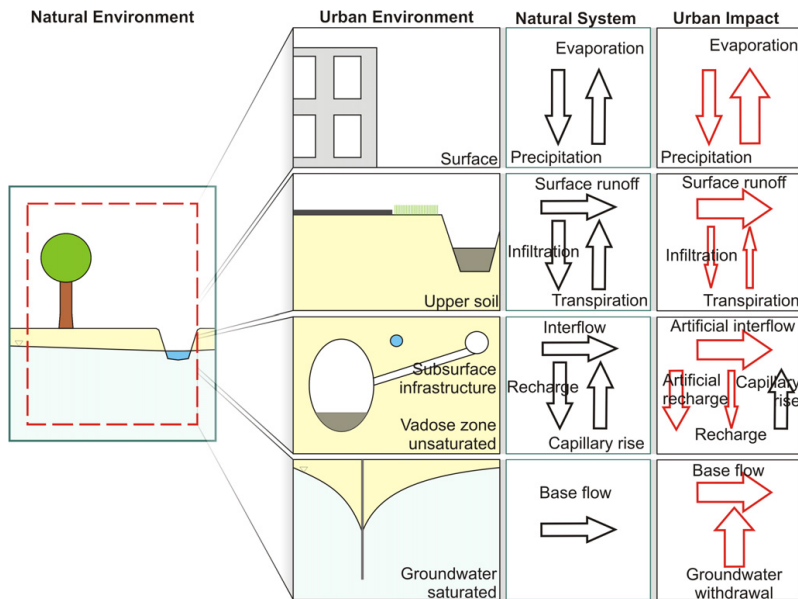 Natural Environment
Urban Environment
Natural System
Urban Impact
Surface
Evaporation
Precipitation
Evaporation
Precipitation
Upper soil
Surface runoff
Infiltration
Transpiration
Surface runoff
Infiltration
Transpiration
Subsurface
infrastructure
Vadose zone
unsaturated
Interflow
Recharge
Capillary rise
Artificial interflow
Artificial
recharge
Capillary
rise
Recharge
Groundwater
saturated
Base flow
Base flow
Groundwater
withdrawal